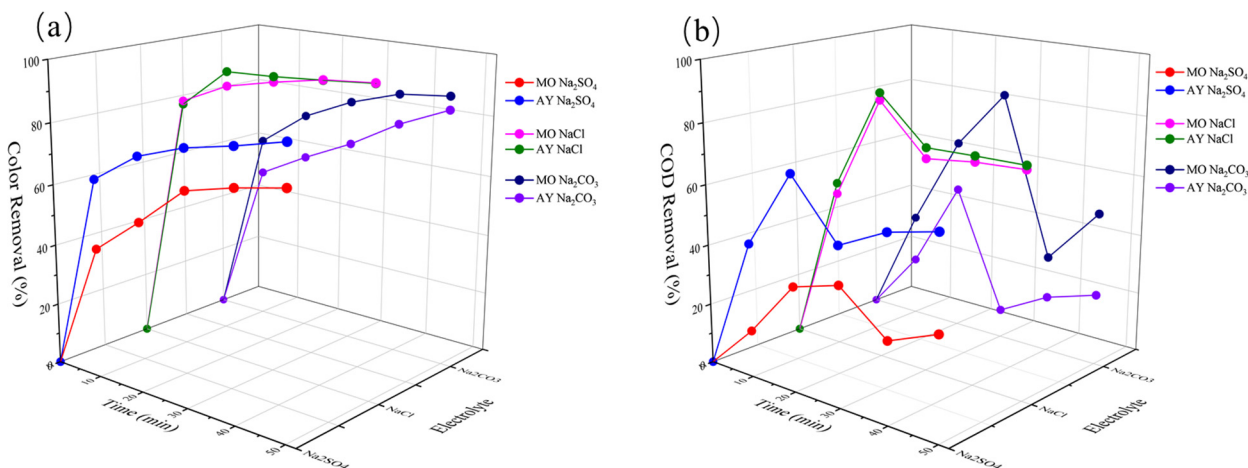 (a)
100
80
60
40
20
0
Color Removal (%)
10
20
30
40
50
Time (min)
Na2SO4
NaCl
Na2CO3
Electrolyte
MO Na₂SO₄
AY Na₂SO₄
MO NaCl
AY NaCl
MO Na₂CO₃
AY Na₂CO₃
(b)
100
80
60
40
20
0
COD Removal (%)
10
20
30
40
50
Time (min)
Na2SO4
NaCl
Na2CO3
Electrolyte
MO Na₂SO₄
AY Na₂SO₄
MO NaCl
AY NaCl
MO Na₂CO₃
AY Na₂CO₃